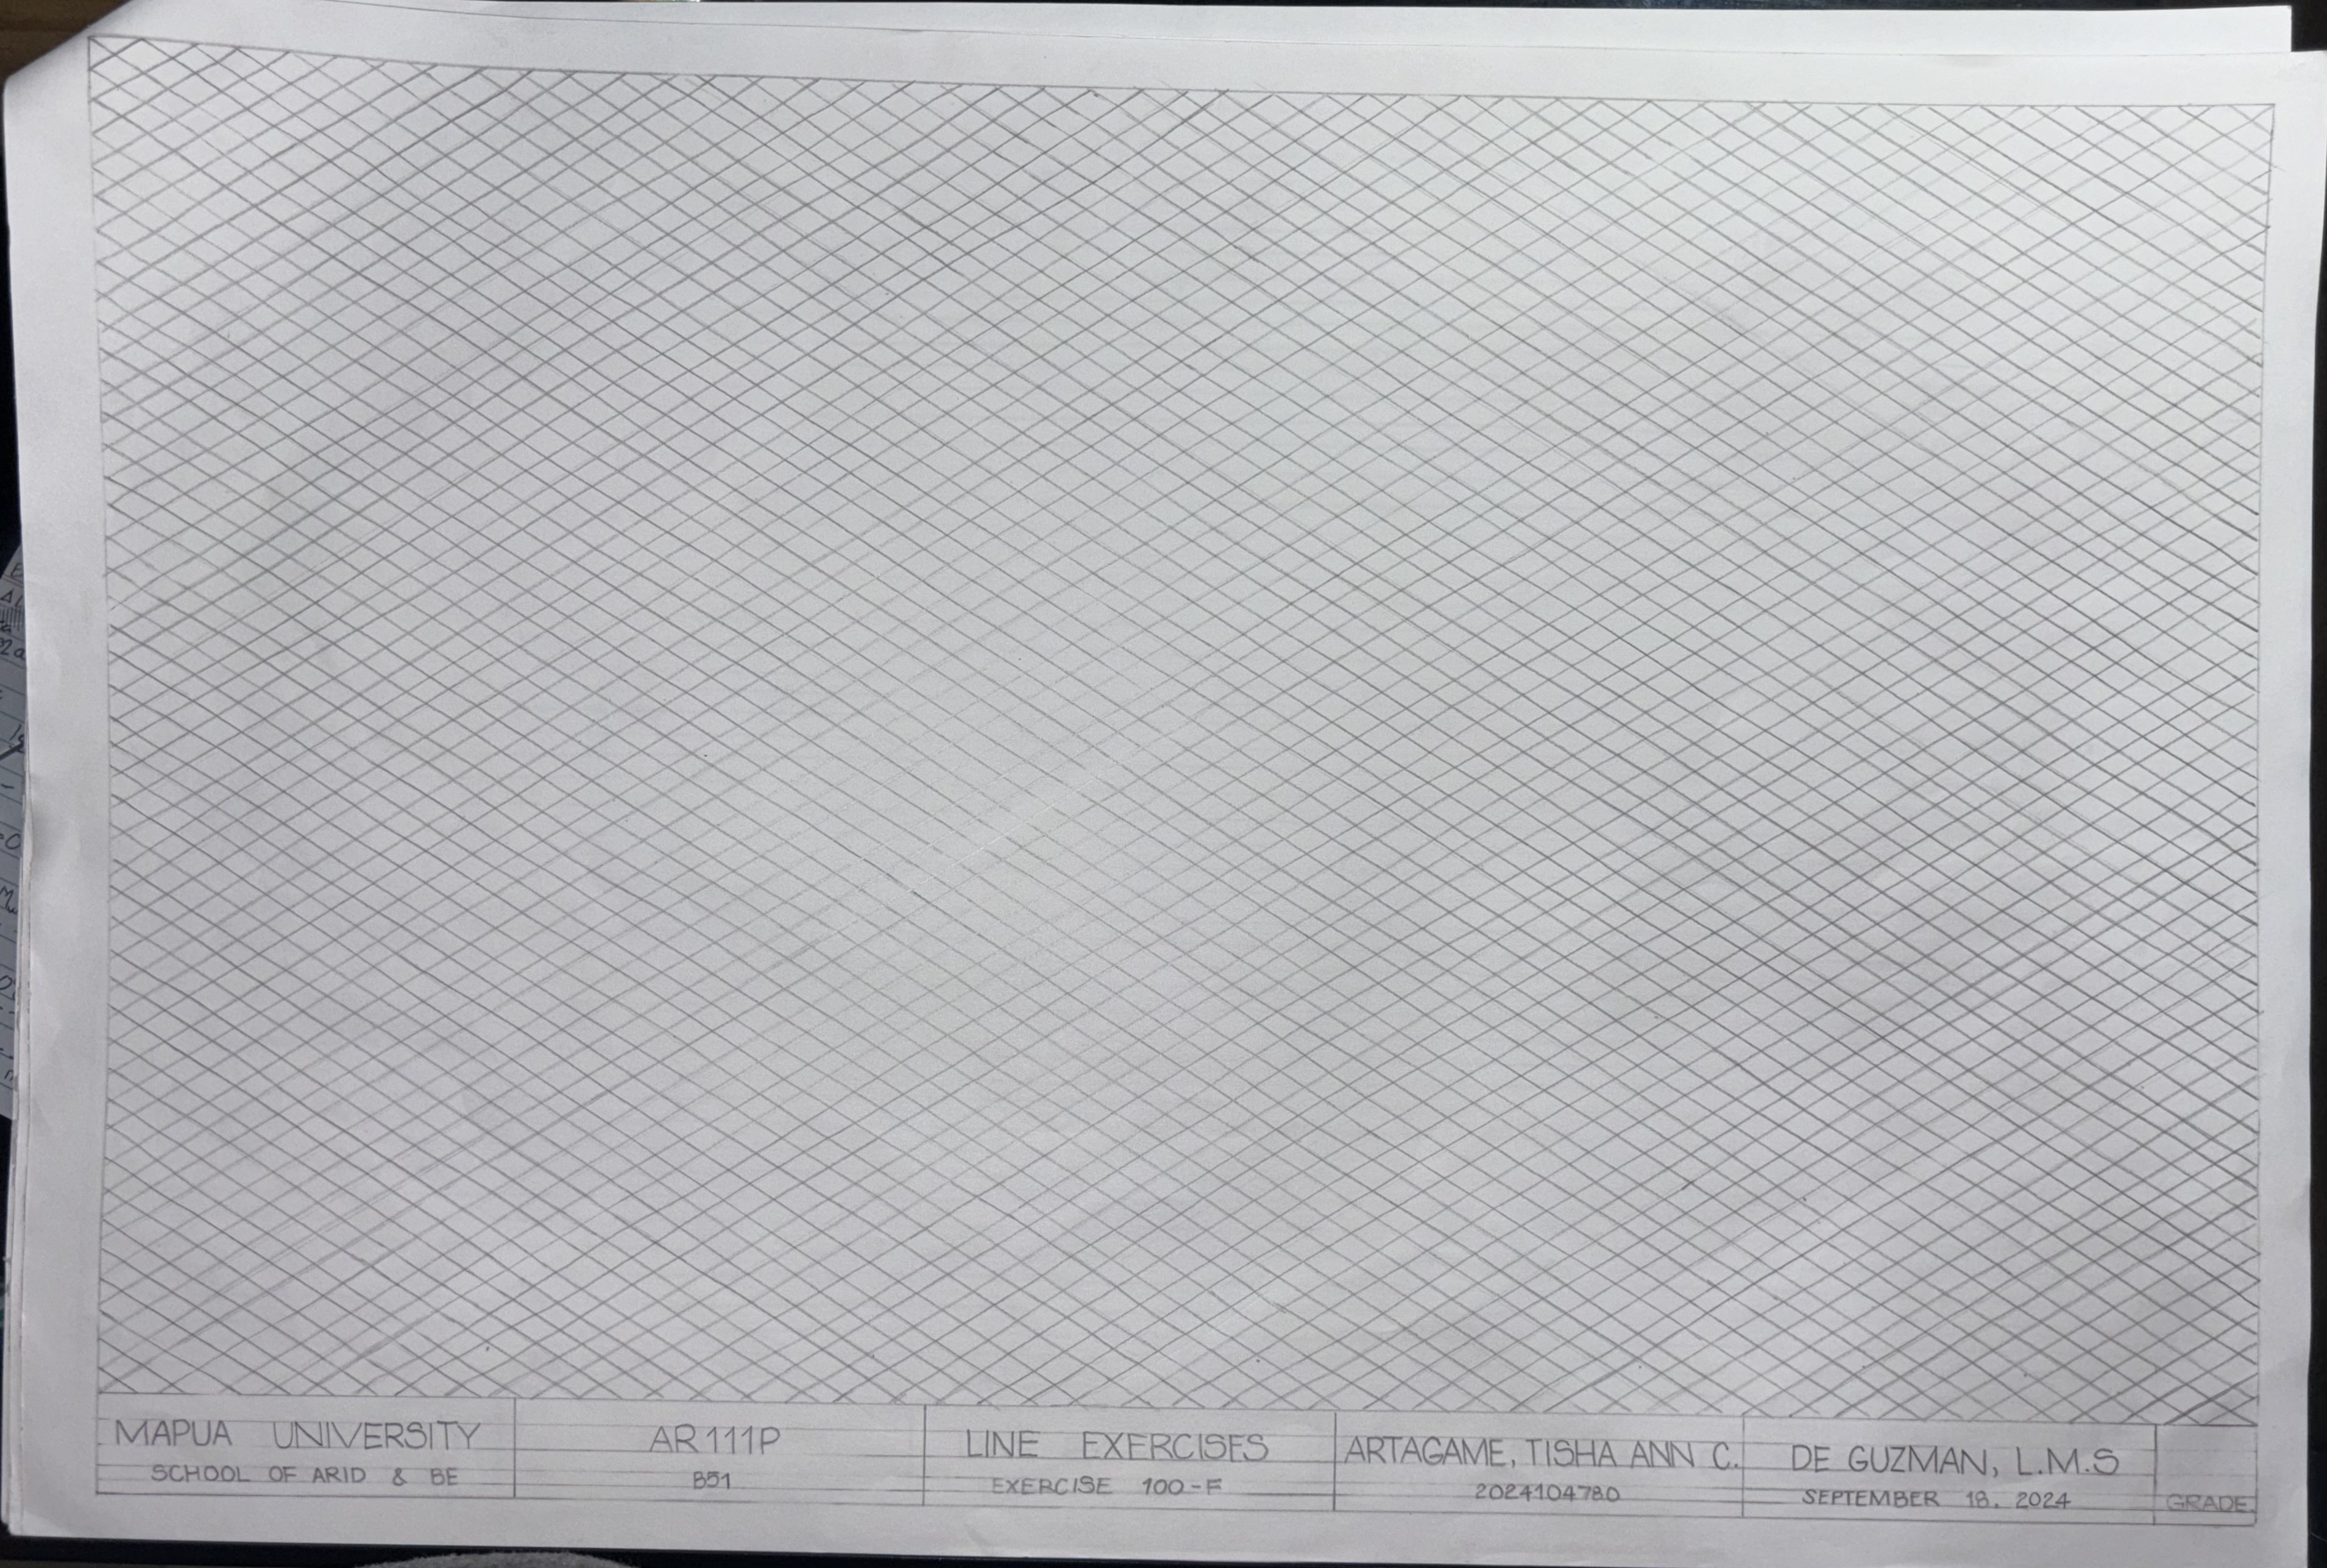 MAPUA UNIVERSITY
SCHOOL OF ARID & BE
AR111P
B51
LINE EXERCISES
EXERCISE 100-F
ARTAGAME, TISHA ANN C.
2024104780
DE GUZMAN, L.M.S
SEPTEMBER 18, 2024
GRADE